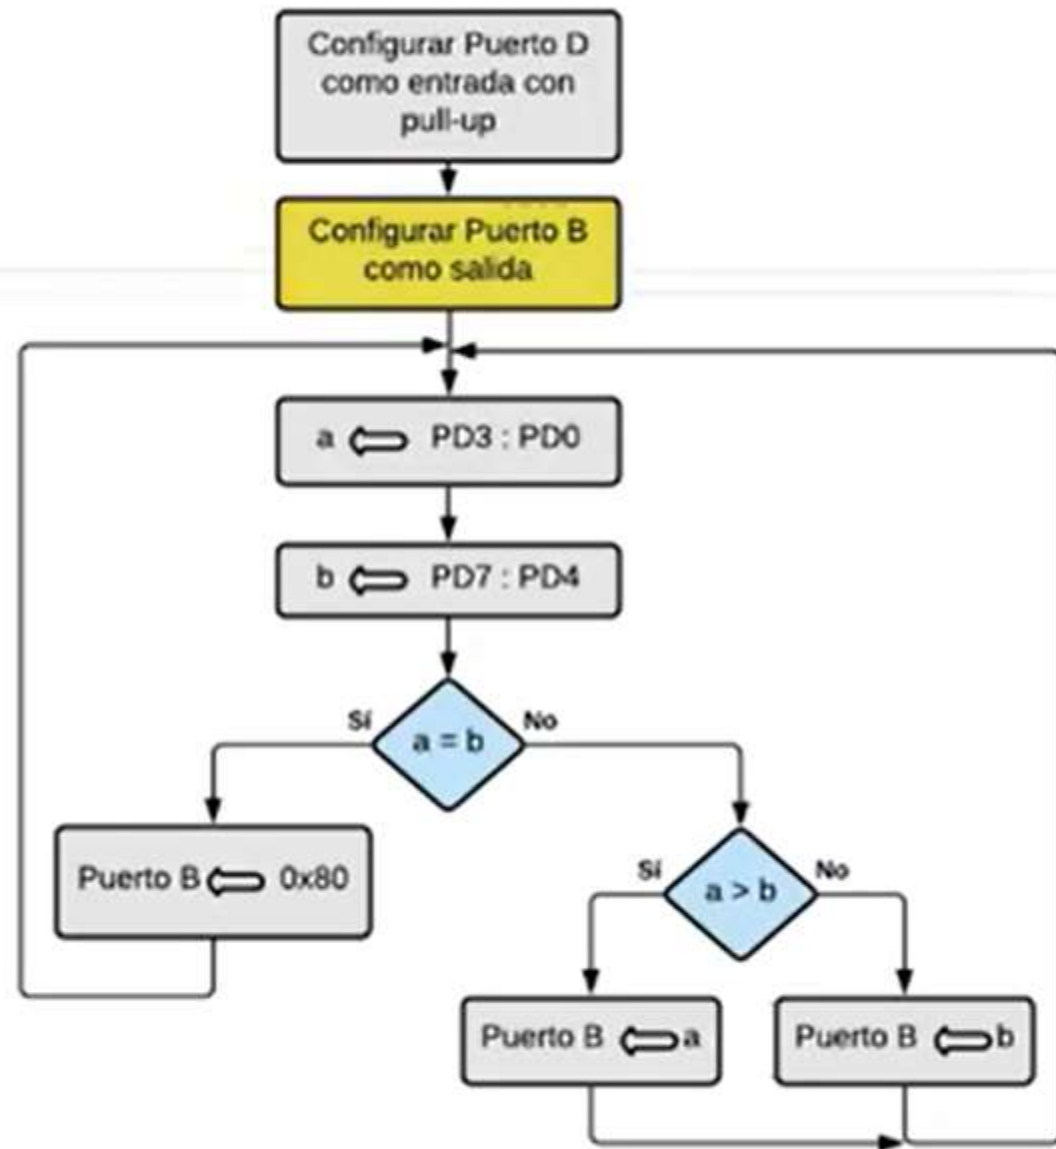 Configurar Puerto D
como entrada con
pull-up
Configurar Puerto B
como salida
a ⇐ PD3 : PD0
b ⇐ PD7 : PD4
a = b
Sí
No
Puerto B ⇐ 0x80
a > b
Sí
No
Puerto B ⇐ a
Puerto B ⇐ b